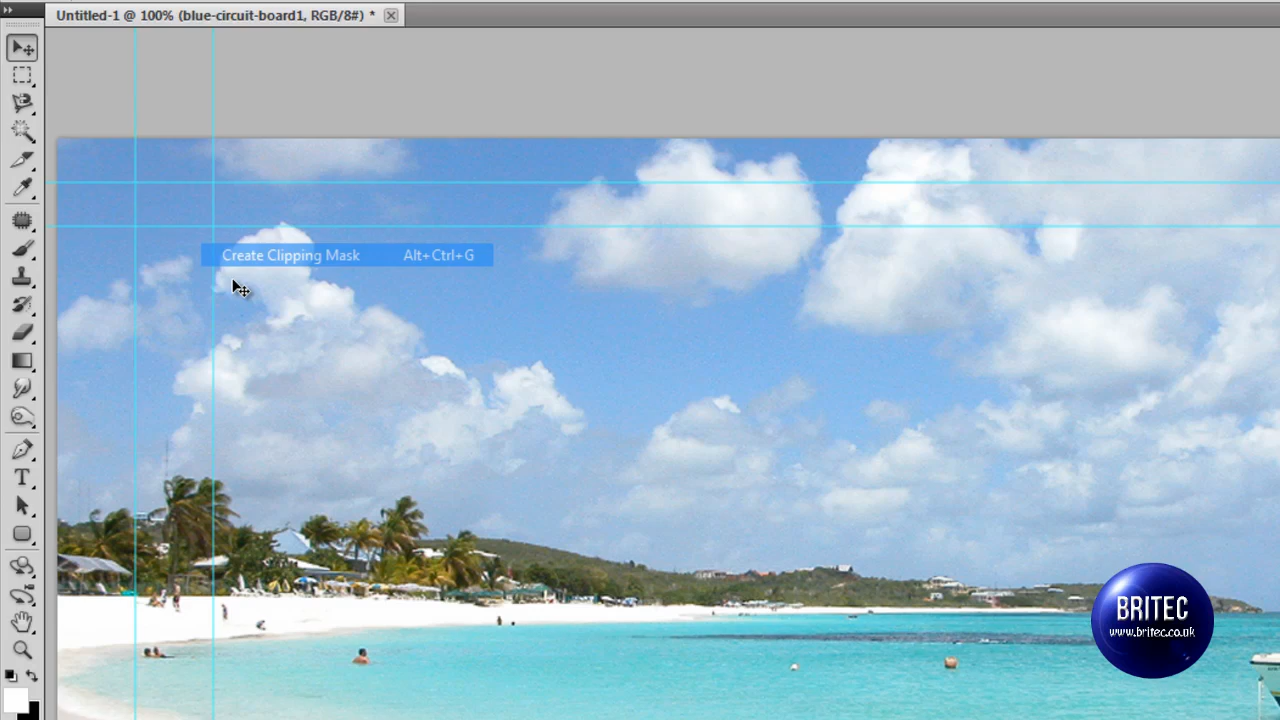 Untitled-1 @ 100% (blue-circuit-board1, RGB/8#) *
Create Clipping Mask Alt+Ctrl+G
T
BRITEC
www.britec.co.uk